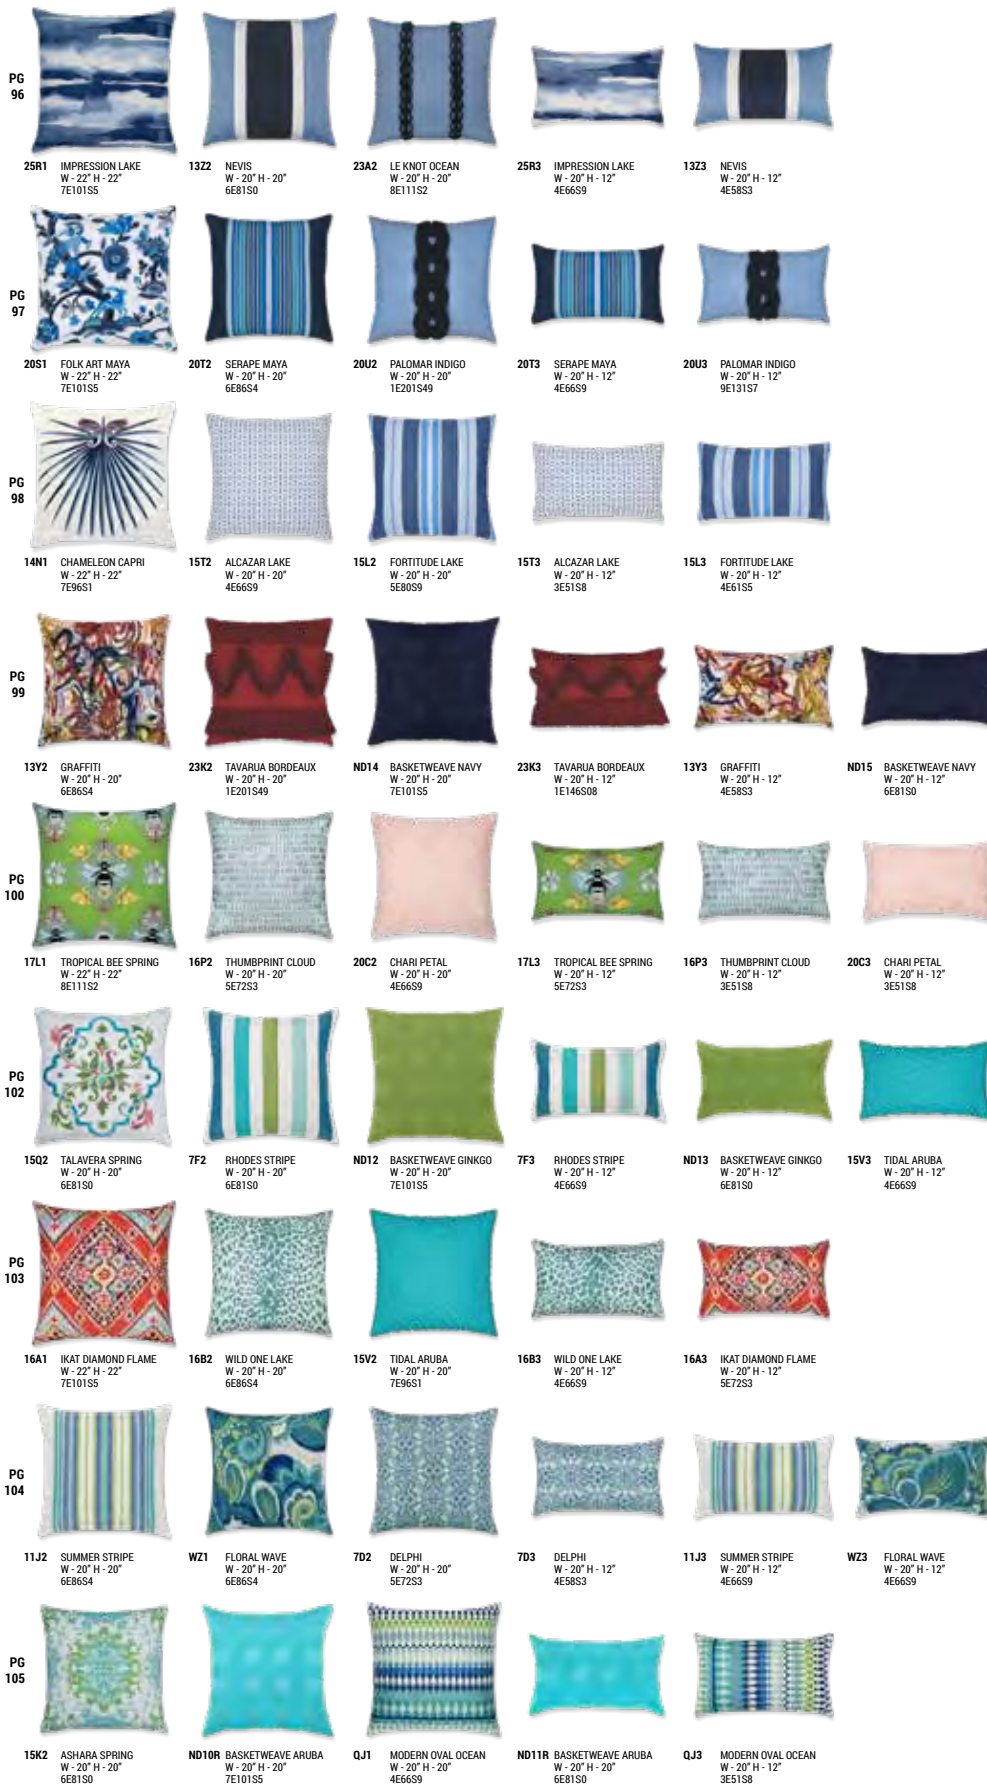 PG
96
25R1 IMPRESSION LAKE
W - 22" H - 22"
7E101S5
13Z2 NEVIS
W - 20" H - 20"
6E81S0
23A2 LE KNOT OCEAN
W - 20" H - 20"
8E111S2
25R3 IMPRESSION LAKE
W - 20" H - 12"
4E66S9
13Z3 NEVIS
W - 20" H - 12"
4E58S3
PG
97
20S1 FOLK ART MAYA
W - 22" H - 22"
7E101S5
20T2 SERAPE MAYA
W - 20" H - 20"
6E86S4
20U2 PALOMAR INDIGO
W - 20" H - 20"
1E201S49
20T3 SERAPE MAYA
W - 20" H - 12"
4E66S9
20U3 PALOMAR INDIGO
W - 20" H - 12"
9E131S7
PG
98
14N1 CHAMELEON CAPRI
W - 22" H - 22"
7E96S1
15T2 ALCAZAR LAKE
W - 20" H - 20"
4E66S9
15L2 FORTITUDE LAKE
W - 20" H - 20"
5E80S9
15T3 ALCAZAR LAKE
W - 20" H - 12"
3E51S8
15L3 FORTITUDE LAKE
W - 20" H - 12"
4E61S5
PG
99
13Y2 GRAFFITI
W - 20" H - 20"
6E86S4
23K2 TAVARUA BORDEAUX
W - 20" H - 20"
1E201S49
ND14 BASKETWEAVE NAVY
W - 20" H - 20"
7E101S5
23K3 TAVARUA BORDEAUX
W - 20" H - 12"
1E146S08
13Y3 GRAFFITI
W - 20" H - 12"
4E58S3
ND15 BASKETWEAVE NAVY
W - 20" H - 12"
6E81S0
PG
100
17L1 TROPICAL BEE SPRING
W - 22" H - 22"
8E111S2
16P2 THUMBPRINT CLOUD
W - 20" H - 20"
5E72S3
20C2 CHARI PETAL
W - 20" H - 20"
4E66S9
17L3 TROPICAL BEE SPRING
W - 20" H - 12"
5E72S3
16P3 THUMBPRINT CLOUD
W - 20" H - 12"
3E51S8
20C3 CHARI PETAL
W - 20" H - 12"
3E51S8
PG
102
15Q2 TALAVERA SPRING
W - 20" H - 20"
6E81S0
7F2 RHODES STRIPE
W - 20" H - 20"
6E81S0
ND12 BASKETWEAVE GINKGO
W - 20" H - 20"
7E101S5
7F3 RHODES STRIPE
W - 20" H - 12"
4E66S9
ND13 BASKETWEAVE GINKGO
W - 20" H - 12"
6E81S0
15V3 TIDAL ARUBA
W - 20" H - 12"
4E66S9
PG
103
16A1 IKAT DIAMOND FLAME
W - 22" H - 22"
7E101S5
16B2 WILD ONE LAKE
W - 20" H - 20"
6E86S4
15V2 TIDAL ARUBA
W - 20" H - 20"
7E96S1
16B3 WILD ONE LAKE
W - 20" H - 12"
4E66S9
16A3 IKAT DIAMOND FLAME
W - 20" H - 12"
5E72S3
PG
104
11J2 SUMMER STRIPE
W - 20" H - 20"
6E86S4
WZ1 FLORAL WAVE
W - 20" H - 20"
6E86S4
7D2 DELPHI
W - 20" H - 20"
5E72S3
7D3 DELPHI
W - 20" H - 12"
4E58S3
11J3 SUMMER STRIPE
W - 20" H - 12"
4E66S9
WZ3 FLORAL WAVE
W - 20" H - 12"
4E66S9
PG
105
15K2 ASHARA SPRING
W - 20" H - 20"
6E81S0
ND10R BASKETWEAVE ARUBA
W - 20" H - 20"
7E101S5
QJ1 MODERN OVAL OCEAN
W - 20" H - 20"
4E66S9
ND11R BASKETWEAVE ARUBA
W - 20" H - 20"
6E81S0
QJ3 MODERN OVAL OCEAN
W - 20" H - 12"
3E51S8